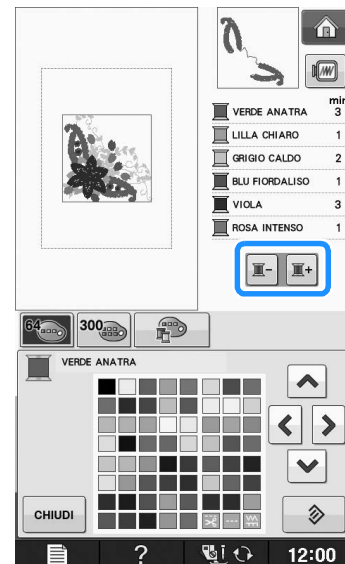 min
VERDE ANATRA 3
LILLA CHIARO 1
GRIGIO CALDO 2
BLU FIORDALISO 1
VIOLA 3
ROSA INTENSO 1
- +
64 300
VERDE ANATRA
CHIUDI
? 12:00